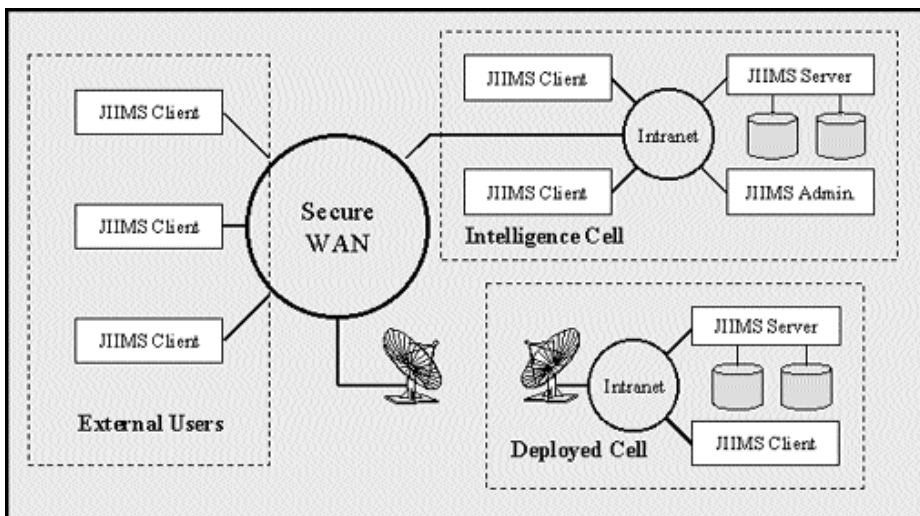 JIIMS Client
JIIMS Client
JIIMS Client
External Users
Secure
WAN
JIIMS Client
JIIMS Client
Intranet
JIIMS Server
JIIMS Admin.
Intelligence Cell
Intranet
JIIMS Server
JIIMS Client
Deployed Cell